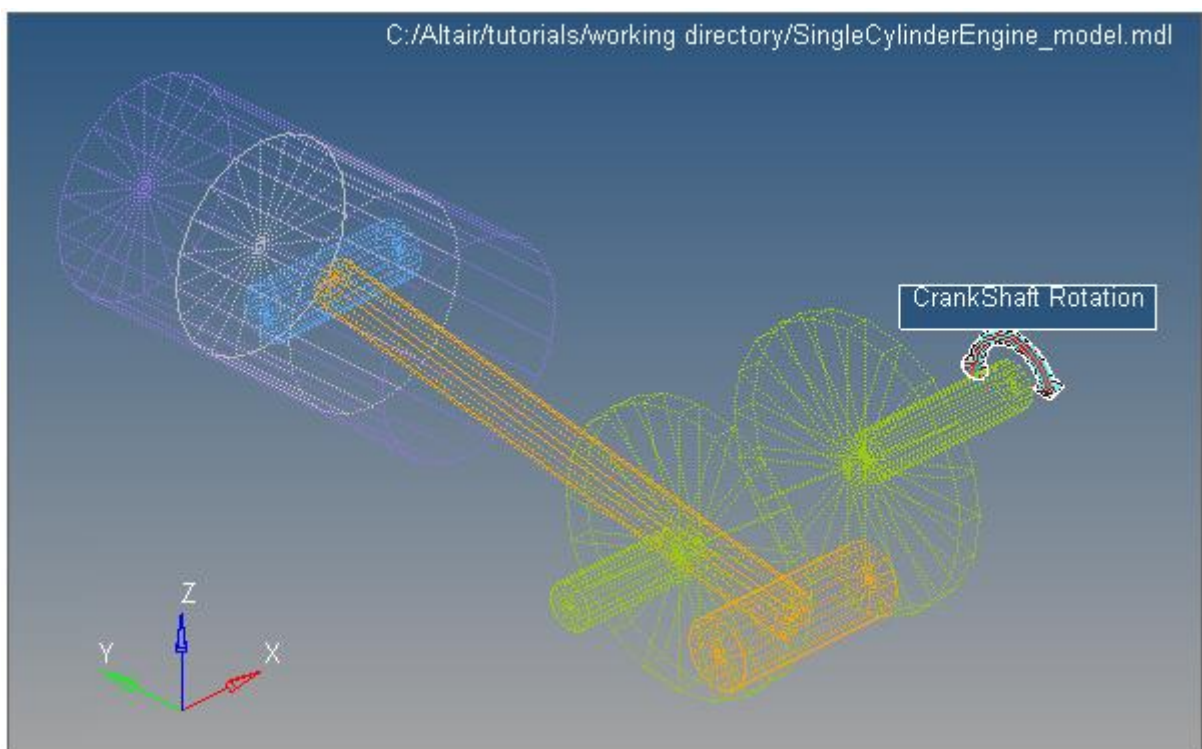 C:/Altair/tutorials/working directory/SingleCylinderEngine_model.mdl
CrankShaft Rotation
Z
Y
X